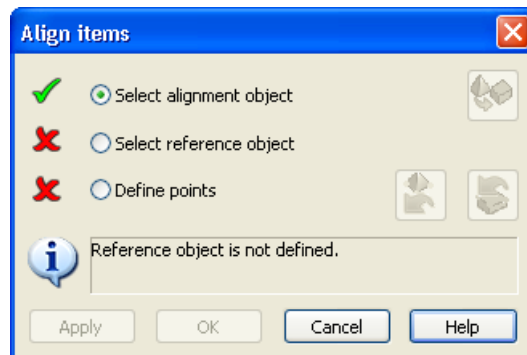 Align items
Select alignment object
Select reference object
Define points
Reference object is not defined.
Apply OK Cancel Help